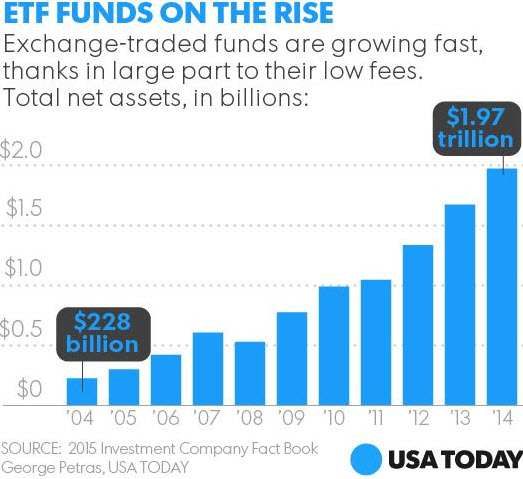 ETF FUNDS ON THE RISE
Exchange-traded funds are growing fast,
thanks in large part to their low fees.
Total net assets, in billions:
$1.97
trillion
$2.0
$1.5
$1.0
$0.5
$0
$228
billion
'04 '05 '06 '07 '08 '09 '10 '11 '12 '13 '14
SOURCE: 2015 Investment Company Fact Book
George Petras, USA TODAY
USA TODAY